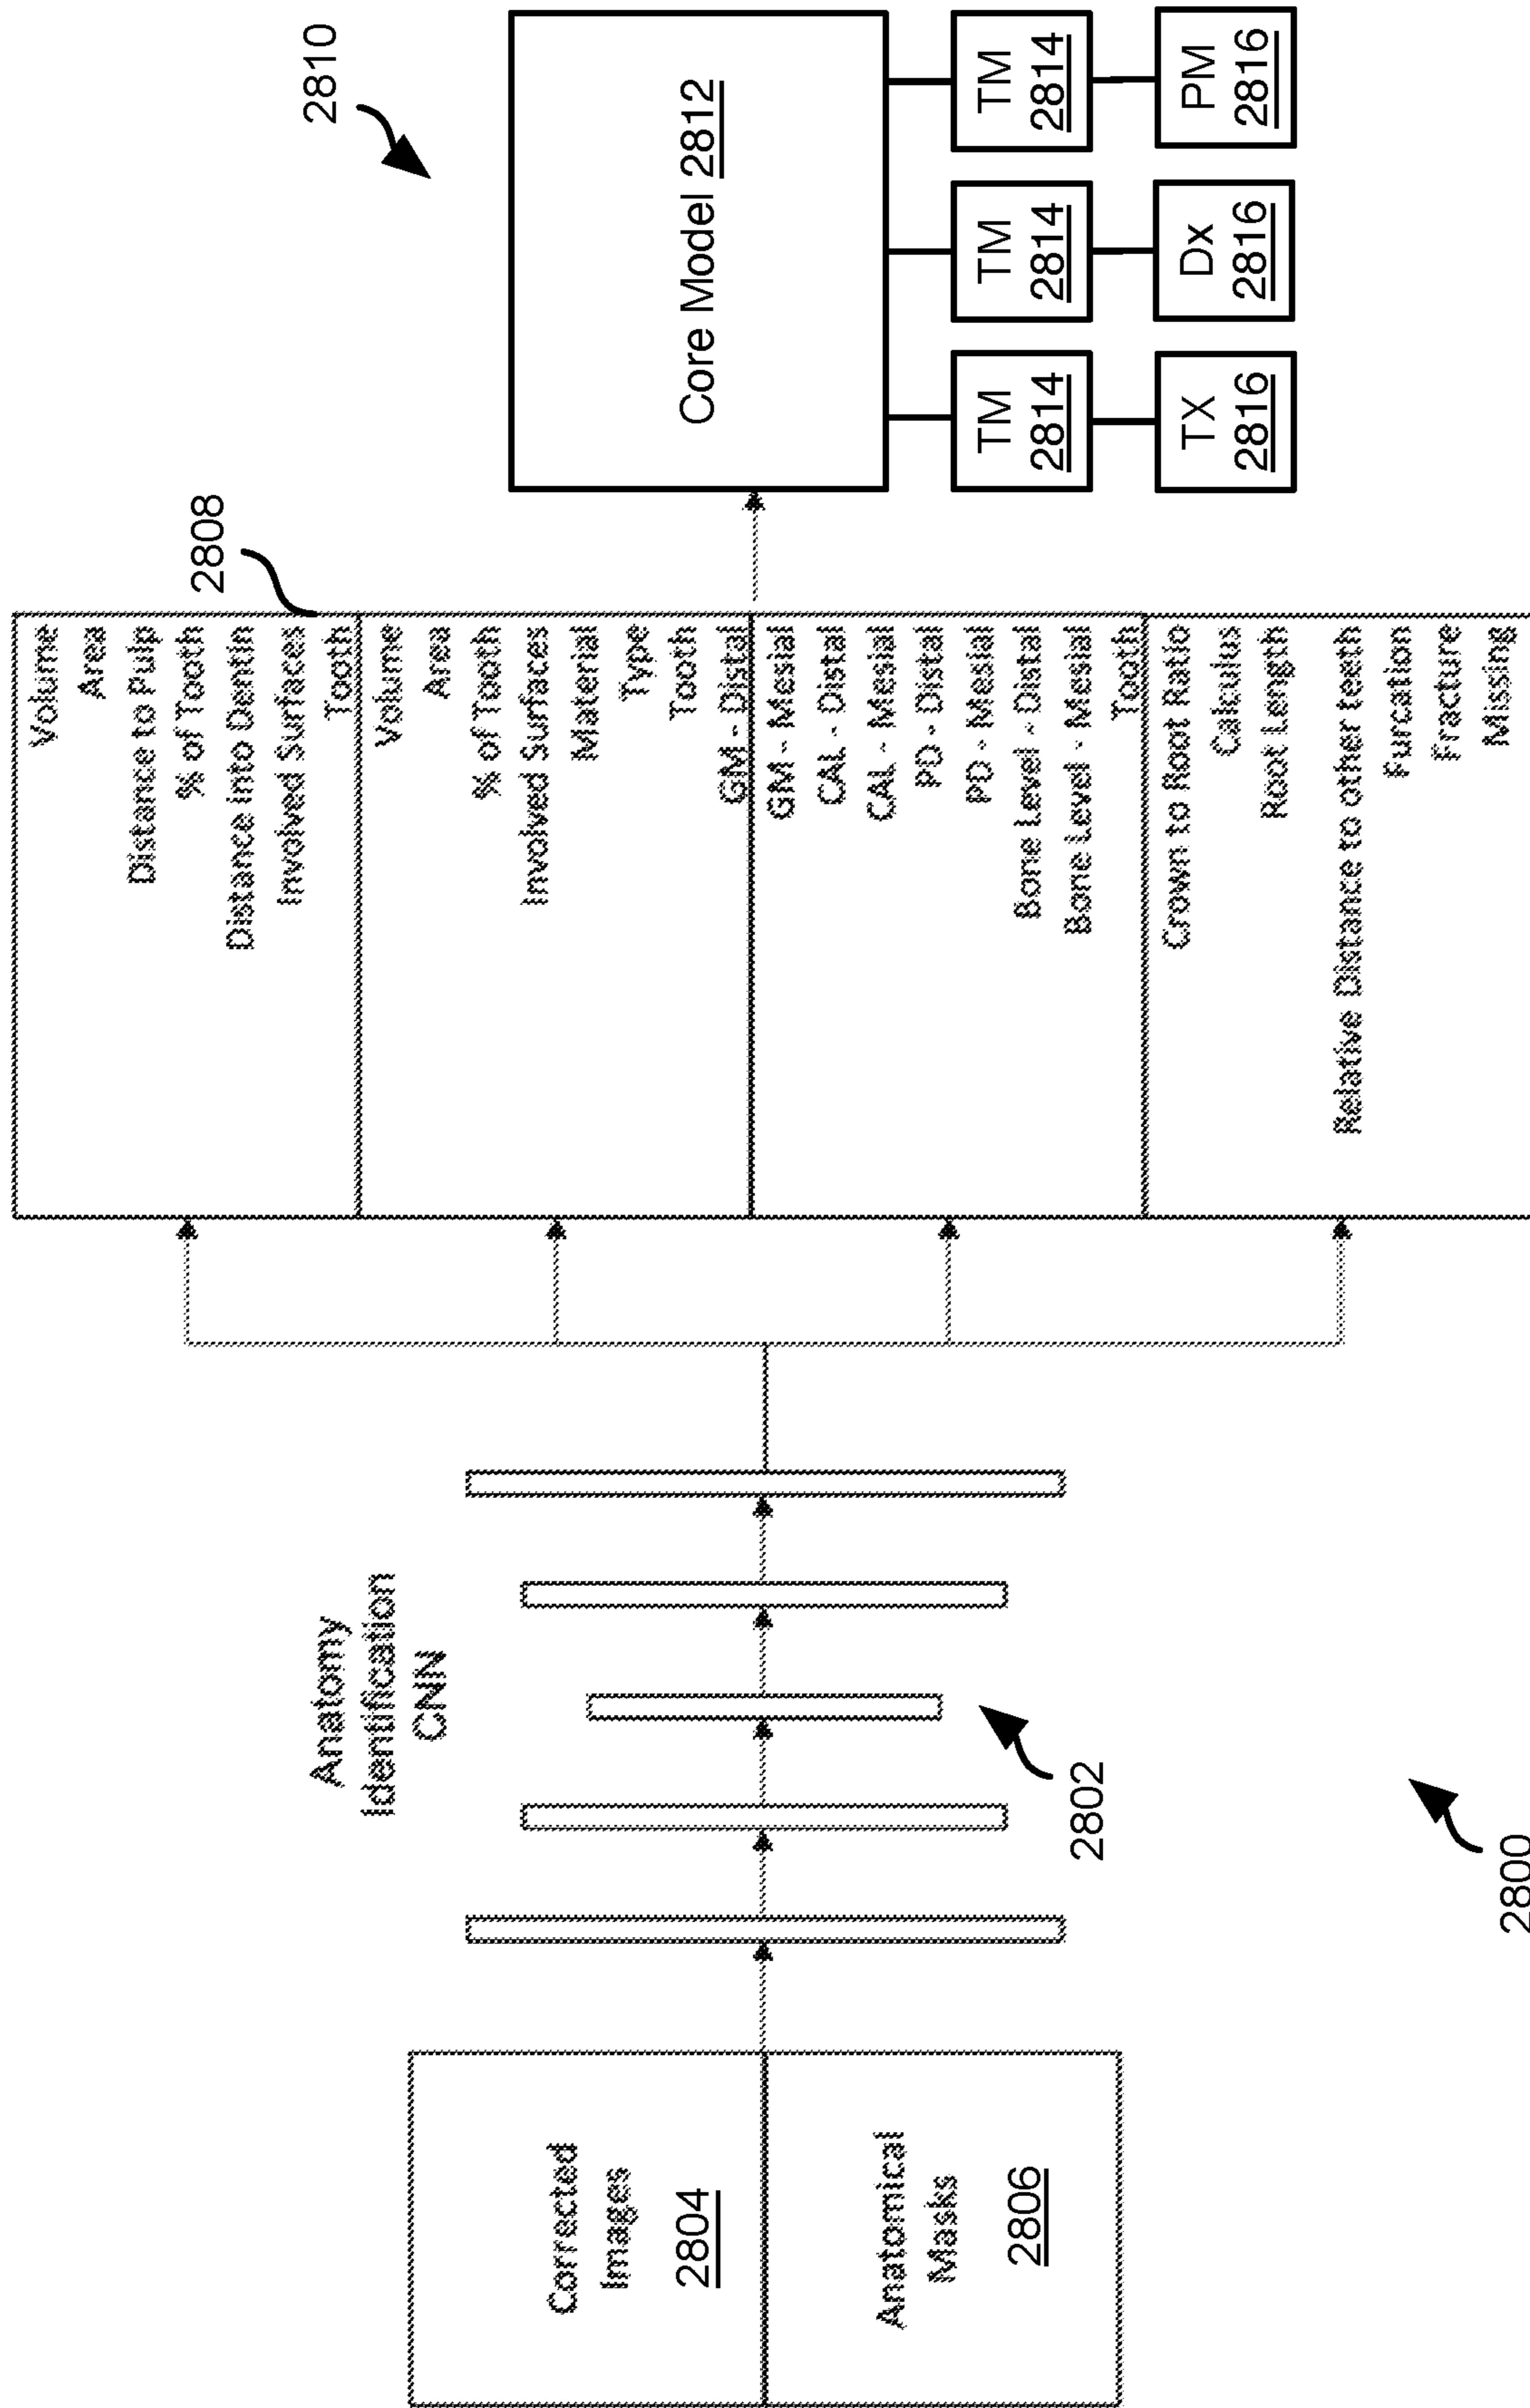 Corrected
Images
2804
Anatomical
Masks
2806
Anatomy
Identification
CNN
2802
2800
2808
Volume
Area
Distance to Pulp
% of Tooth
Distance into Dentin
Involved Surfaces
Tooth
Volume
Area
% of Tooth
Involved Surfaces
Material
Type
Tooth
GM - Distal
GM - Mesial
CAL - Distal
CAL - Mesial
PD - Distal
PD - Mesial
Bone Level - Distal
Bone Level - Mesial
Tooth
Crown to Root Ratio
Calculus
Root Length
Relative Distance to other teeth
Furcation
Fracture
Missing
2810
Core Model 2812
TM
2814
TM
2814
TM
2814
TX
2816
Dx
2816
PM
2816